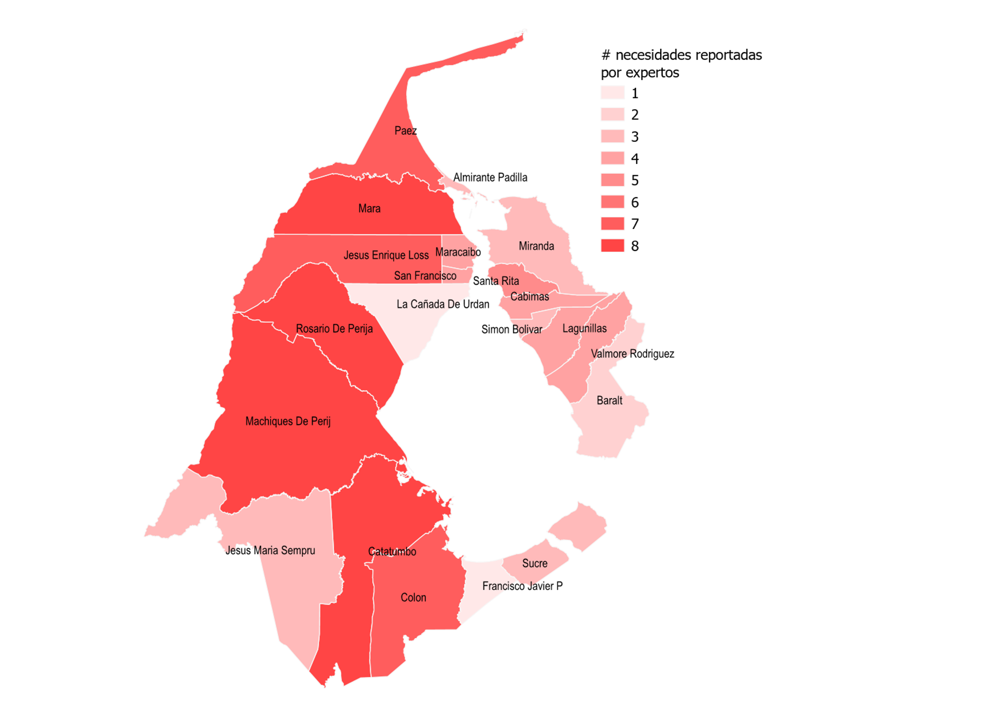 # necesidades reportadas
por expertos
1
2
3
4
5
6
7
8
Paez
Almirante Padilla
Mara
Miranda
Jesus Enrique Loss
Maracaibo
San Francisco
Santa Rita
Cabimas
La Cañada De Urdan
Rosario De Perija
Simon Bolivar
Lagunillas
Valmore Rodriguez
Baralt
Machiques De Perij
Jesus Maria Sempru
Catatumbo
Sucre
Francisco Javier P
Colon